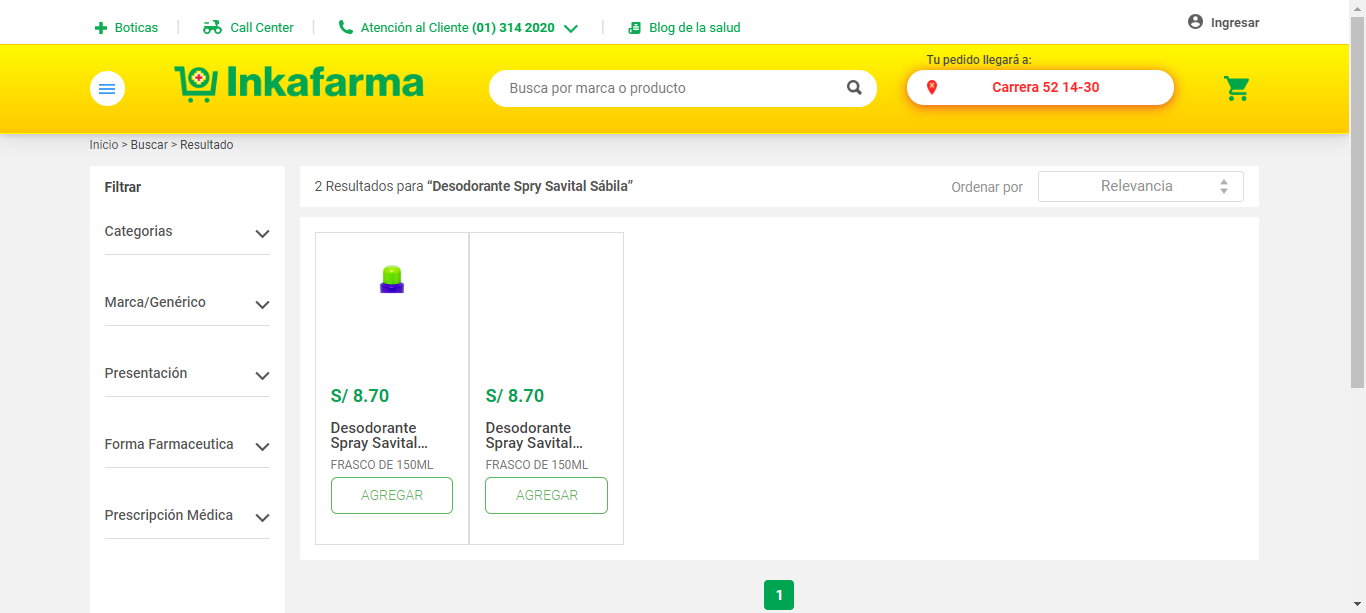 Boticas
Call Center
Atención al Cliente (01) 314 2020
Blog de la salud
Ingresar
Inkafarma
Busca por marca o producto
Tu pedido llegará a:
Carrera 52 14-30
Inicio > Buscar > Resultado
Filtrar
Categorias
Marca/Genérico
Presentación
Forma Farmaceutica
Prescripción Médica
2 Resultados para “Desodorante Spry Savital Sábila”
Ordenar por
Relevancia
S/ 8.70
Desodorante
Spray Savital...
FRASCO DE 150ML
AGREGAR
S/ 8.70
Desodorante
Spray Savital...
FRASCO DE 150ML
AGREGAR
1